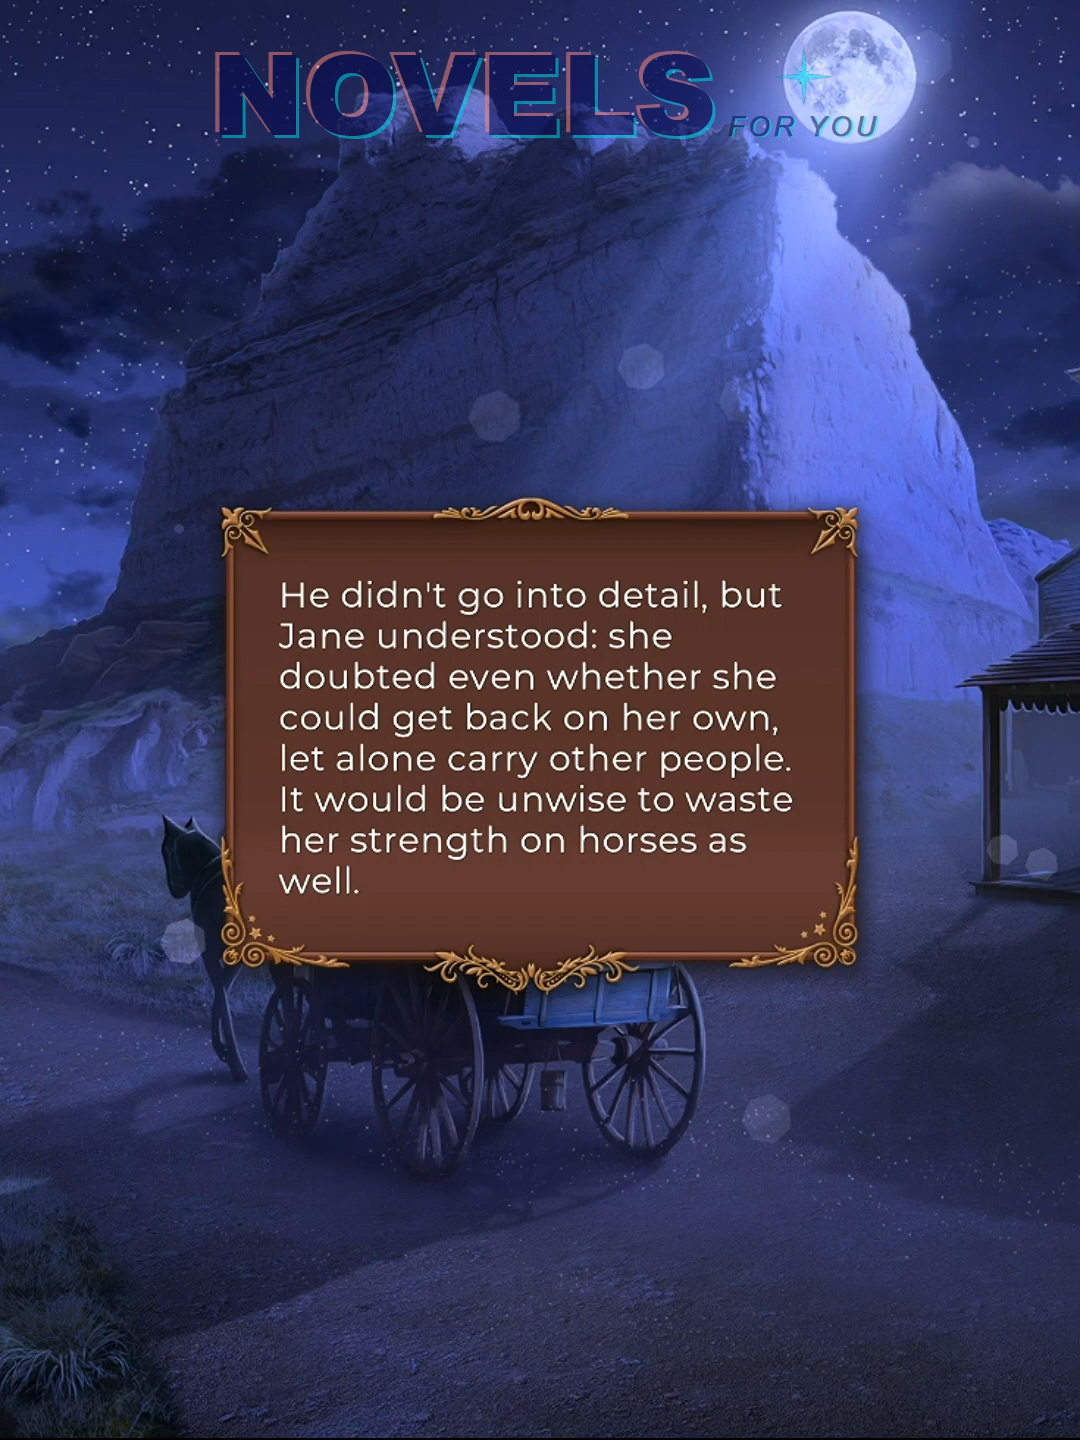 NOVELS
FOR YOU
He didn't go into detail, but
Jane understood: she
doubted even whether she
could get back on her own,
let alone carry other people.
It would be unwise to waste
her strength on horses as
well.